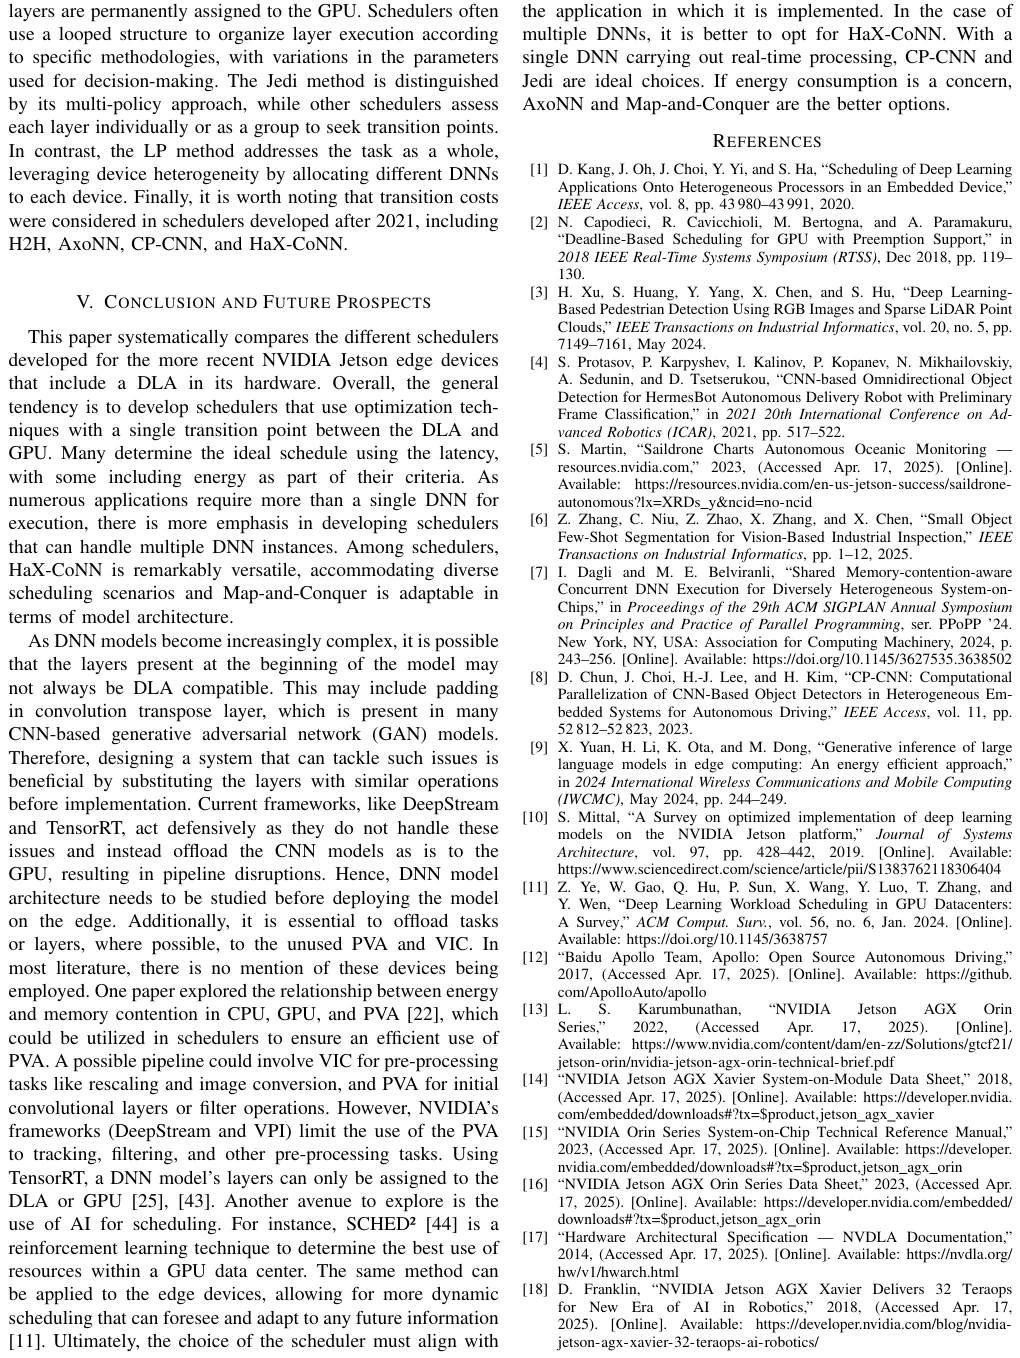 layers are permanently assigned to the GPU. Schedulers often
use a looped structure to organize layer execution according
to specific methodologies, with variations in the parameters
used for decision-making. The Jedi method is distinguished
by its multi-policy approach, while other schedulers assess
each layer individually or as a group to seek transition points.
In contrast, the LP method addresses the task as a whole,
leveraging device heterogeneity by allocating different DNNs
to each device. Finally, it is worth noting that transition costs
were considered in schedulers developed after 2021, including
H2H, AxoNN, CP-CNN, and HaX-CoNN.
V. CONCLUSION AND FUTURE PROSPECTS
This paper systematically compares the different schedulers
developed for the more recent NVIDIA Jetson edge devices
that include a DLA in its hardware. Overall, the general
tendency is to develop schedulers that use optimization tech-
niques with a single transition point between the DLA and
GPU. Many determine the ideal schedule using the latency,
with some including energy as part of their criteria. As
numerous applications require more than a single DNN for
execution, there is more emphasis in developing schedulers
that can handle multiple DNN instances. Among schedulers,
HaX-CoNN is remarkably versatile, accommodating diverse
scheduling scenarios and Map-and-Conquer is adaptable in
terms of model architecture.
As DNN models become increasingly complex, it is possible
that the layers present at the beginning of the model may
not always be DLA compatible. This may include padding
in convolution transpose layer, which is present in many
CNN-based generative adversarial network (GAN) models.
Therefore, designing a system that can tackle such issues is
beneficial by substituting the layers with similar operations
before implementation. Current frameworks, like DeepStream
and TensorRT, act defensively as they do not handle these
issues and instead offload the CNN models as is to the
GPU, resulting in pipeline disruptions. Hence, DNN model
architecture needs to be studied before deploying the model
on the edge. Additionally, it is essential to offload tasks
or layers, where possible, to the unused PVA and VIC. In
most literature, there is no mention of these devices being
employed. One paper explored the relationship between energy
and memory contention in CPU, GPU, and PVA [22], which
could be utilized in schedulers to ensure an efficient use of
PVA. A possible pipeline could involve VIC for pre-processing
tasks like rescaling and image conversion, and PVA for initial
convolutional layers or filter operations. However, NVIDIA's
frameworks (DeepStream and VPI) limit the use of the PVA
to tracking, filtering, and other pre-processing tasks. Using
TensorRT, a DNN model's layers can only be assigned to the
DLA or GPU [25], [43]. Another avenue to explore is the
use of AI for scheduling. For instance, SCHED² [44] is a
reinforcement learning technique to determine the best use of
resources within a GPU data center. The same method can
be applied to the edge devices, allowing for more dynamic
scheduling that can foresee and adapt to any future information
[11]. Ultimately, the choice of the scheduler must align with
the application in which it is implemented. In the case of
multiple DNNs, it is better to opt for HaX-CoNN. With a
single DNN carrying out real-time processing, CP-CNN and
Jedi are ideal choices. If energy consumption is a concern,
AxoNN and Map-and-Conquer are the better options.
REFERENCES
[1] D. Kang, J. Oh, J. Choi, Y. Yi, and S. Ha, “Scheduling of Deep Learning
Applications Onto Heterogeneous Processors in an Embedded Device,”
IEEE Access, vol. 8, pp. 43 980–43 991, 2020.
[2] N. Capodieci, R. Cavicchioli, M. Bertogna, and A. Paramakuru,
“Deadline-Based Scheduling for GPU with Preemption Support,” in
2018 IEEE Real-Time Systems Symposium (RTSS), Dec 2018, pp. 119–
130.
[3] H. Xu, S. Huang, Y. Yang, X. Chen, and S. Hu, “Deep Learning-
Based Pedestrian Detection Using RGB Images and Sparse LiDAR Point
Clouds,” IEEE Transactions on Industrial Informatics, vol. 20, no. 5, pp.
7149–7161, May 2024.
[4] S. Protasov, P. Karpyshev, I. Kalinov, P. Kopanev, N. Mikhailovskiy,
A. Sedunin, and D. Tsetserukou, “CNN-based Omnidirectional Object
Detection for HermesBot Autonomous Delivery Robot with Preliminary
Frame Classification,” in 2021 20th International Conference on Ad-
vanced Robotics (ICAR), 2021, pp. 517–522.
[5] S. Martin, “Saildrone Charts Autonomous Oceanic Monitoring —
resources.nvidia.com,” 2023, (Accessed Apr. 17, 2025). [Online].
Available: https://resources.nvidia.com/en-us-jetson-success/saildrone-
autonomous?lx=XRDs_y&ncid=no-ncid
[6] Z. Zhang, C. Niu, Z. Zhao, X. Zhang, and X. Chen, “Small Object
Few-Shot Segmentation for Vision-Based Industrial Inspection,” IEEE
Transactions on Industrial Informatics, pp. 1–12, 2025.
[7] I. Dagli and M. E. Belviranli, “Shared Memory-contention-aware
Concurrent DNN Execution for Diversely Heterogeneous System-on-
Chips,” in Proceedings of the 29th ACM SIGPLAN Annual Symposium
on Principles and Practice of Parallel Programming, ser. PPoPP ’24.
New York, NY, USA: Association for Computing Machinery, 2024, p.
243–256. [Online]. Available: https://doi.org/10.1145/3627535.3638502
[8] D. Chun, J. Choi, H.-J. Lee, and H. Kim, “CP-CNN: Computational
Parallelization of CNN-Based Object Detectors in Heterogeneous Em-
bedded Systems for Autonomous Driving,” IEEE Access, vol. 11, pp.
52 812–52 823, 2023.
[9] X. Yuan, H. Li, K. Ota, and M. Dong, “Generative inference of large
language models in edge computing: An energy efficient approach,”
in 2024 International Wireless Communications and Mobile Computing
(IWCMC), May 2024, pp. 244–249.
[10] S. Mittal, “A Survey on optimized implementation of deep learning
models on the NVIDIA Jetson platform,” Journal of Systems
Architecture, vol. 97, pp. 428–442, 2019. [Online]. Available:
https://www.sciencedirect.com/science/article/pii/S1383762118306404
[11] Z. Ye, W. Gao, Q. Hu, P. Sun, X. Wang, Y. Luo, T. Zhang, and
Y. Wen, “Deep Learning Workload Scheduling in GPU Datacenters:
A Survey,” ACM Comput. Surv., vol. 56, no. 6, Jan. 2024. [Online].
Available: https://doi.org/10.1145/3638757
[12] “Baidu Apollo Team, Apollo: Open Source Autonomous Driving,”
2017, (Accessed Apr. 17, 2025). [Online]. Available: https://github.
com/ApolloAuto/apollo
[13] L. S. Karumbunathan, “NVIDIA Jetson AGX Orin
Series,” 2022, (Accessed Apr. 17, 2025). [Online].
Available: https://www.nvidia.com/content/dam/en-zz/Solutions/gtcf21/
jetson-orin/nvidia-jetson-agx-orin-technical-brief.pdf
[14] “NVIDIA Jetson AGX Xavier System-on-Module Data Sheet,” 2018,
(Accessed Apr. 17, 2025). [Online]. Available: https://developer.nvidia.
com/embedded/downloads#?tx=$product,jetson_agx_xavier
[15] “NVIDIA Orin Series System-on-Chip Technical Reference Manual,”
2023, (Accessed Apr. 17, 2025). [Online]. Available: https://developer.
nvidia.com/embedded/downloads#?tx=$product,jetson_agx_orin
[16] “NVIDIA Jetson AGX Orin Series Data Sheet,” 2023, (Accessed Apr.
17, 2025). [Online]. Available: https://developer.nvidia.com/embedded/
downloads#?tx=$product,jetson_agx_orin
[17] “Hardware Architectural Specification — NVDLA Documentation,”
2014, (Accessed Apr. 17, 2025). [Online]. Available: https://nvdla.org/
hw/v1/hwarch.html
[18] D. Franklin, “NVIDIA Jetson AGX Xavier Delivers 32 Teraops
for New Era of AI in Robotics,” 2018, (Accessed Apr. 17,
2025). [Online]. Available: https://developer.nvidia.com/blog/nvidia-
jetson-agx-xavier-32-teraops-ai-robotics/